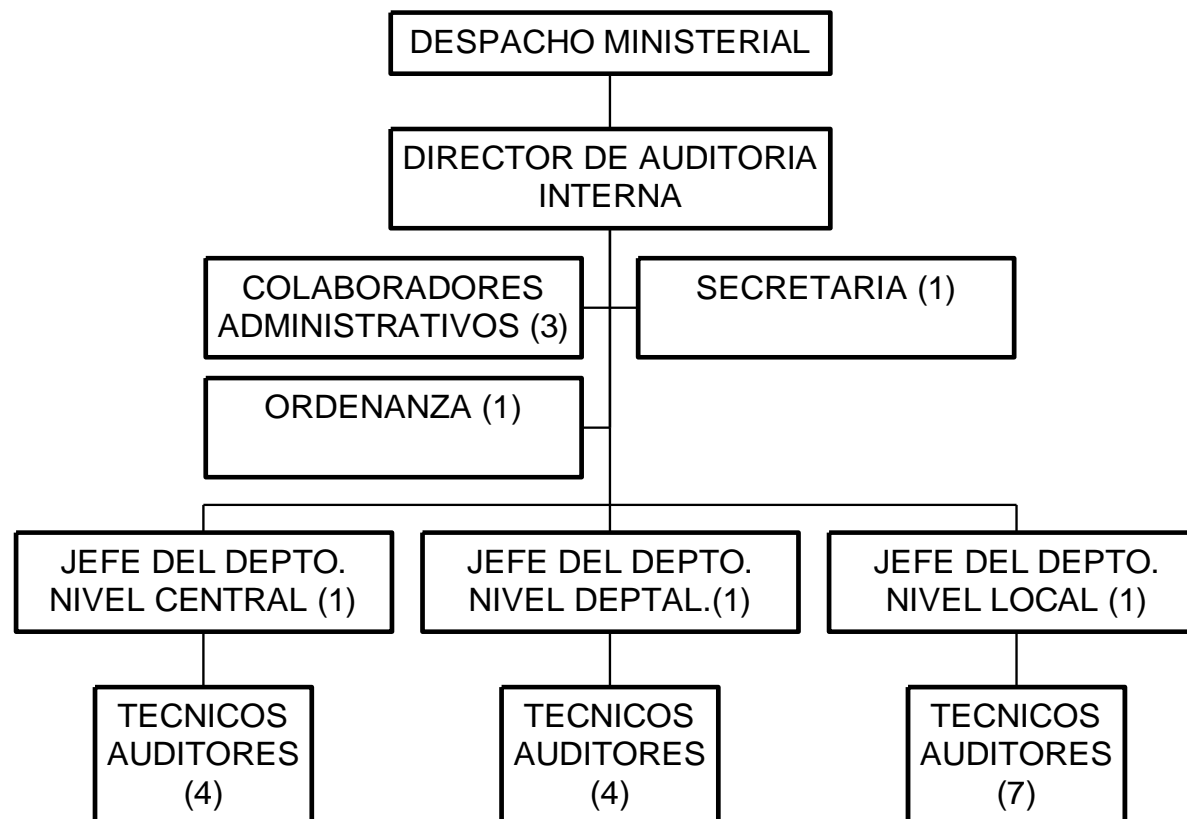 DESPACHO MINISTERIAL
DIRECTOR DE AUDITORIA
INTERNA
COLABORADORES
ADMINISTRATIVOS (3)
SECRETARIA (1)
ORDENANZA (1)
JEFE DEL DEPTO.
NIVEL CENTRAL (1)
JEFE DEL DEPTO.
NIVEL DEPTAL.(1)
JEFE DEL DEPTO.
NIVEL LOCAL (1)
TECNICOS
AUDITORES
(4)
TECNICOS
AUDITORES
(4)
TECNICOS
AUDITORES
(7)